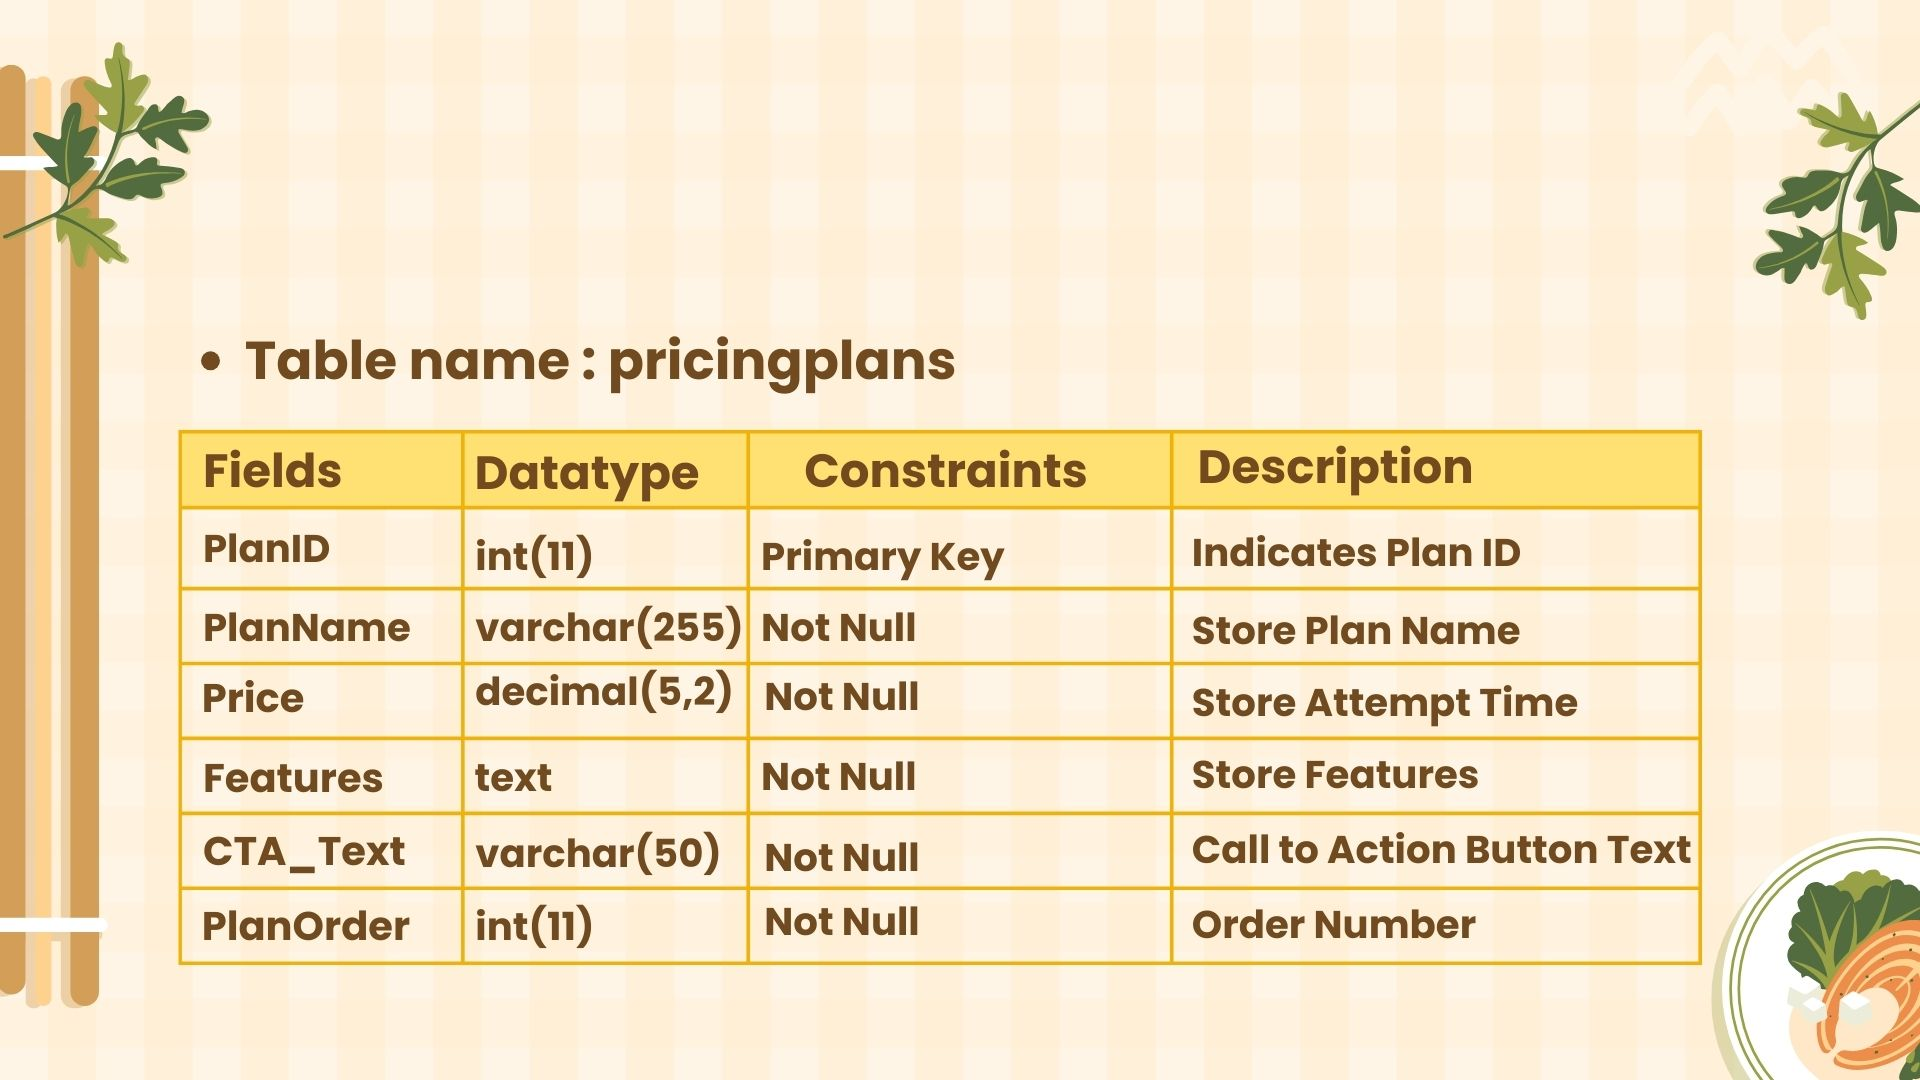 • Table name : pricingplans
Fields Datatype Constraints Description
PlanID int(11) Primary Key Indicates Plan ID
PlanName varchar(255) Not Null Store Plan Name
Price decimal(5,2) Not Null Store Attempt Time
Features text Not Null Store Features
CTA_Text varchar(50) Not Null Call to Action Button Text
PlanOrder int(11) Not Null Order Number